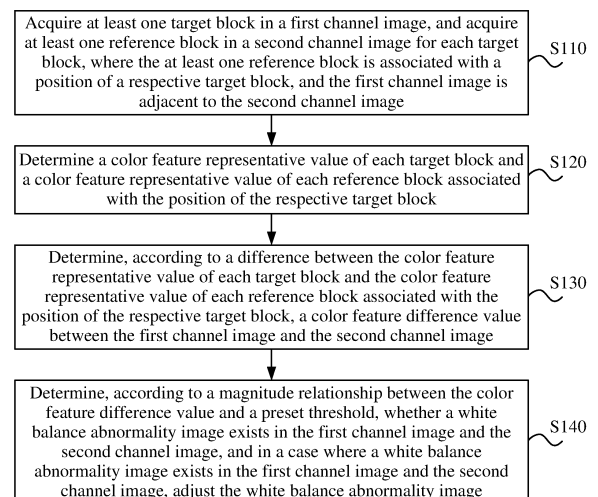 Acquire at least one target block in a first channel image, and acquire
at least one reference block in a second channel image for each target
block, where the at least one reference block is associated with a
position of a respective target block, and the first channel image is
adjacent to the second channel image
S110
Determine a color feature representative value of each target block and
a color feature representative value of each reference block associated
with the position of the respective target block
S120
Determine, according to a difference between the color feature
representative value of each target block and the color feature
representative value of each reference block associated with the
position of the respective target block, a color feature difference value
between the first channel image and the second channel image
S130
Determine, according to a magnitude relationship between the color
feature difference value and a preset threshold, whether a white
balance abnormality image exists in the first channel image and the
second channel image, and in a case where a white balance
abnormality image exists in the first channel image and the second
channel image, adjust the white balance abnormality image
S140